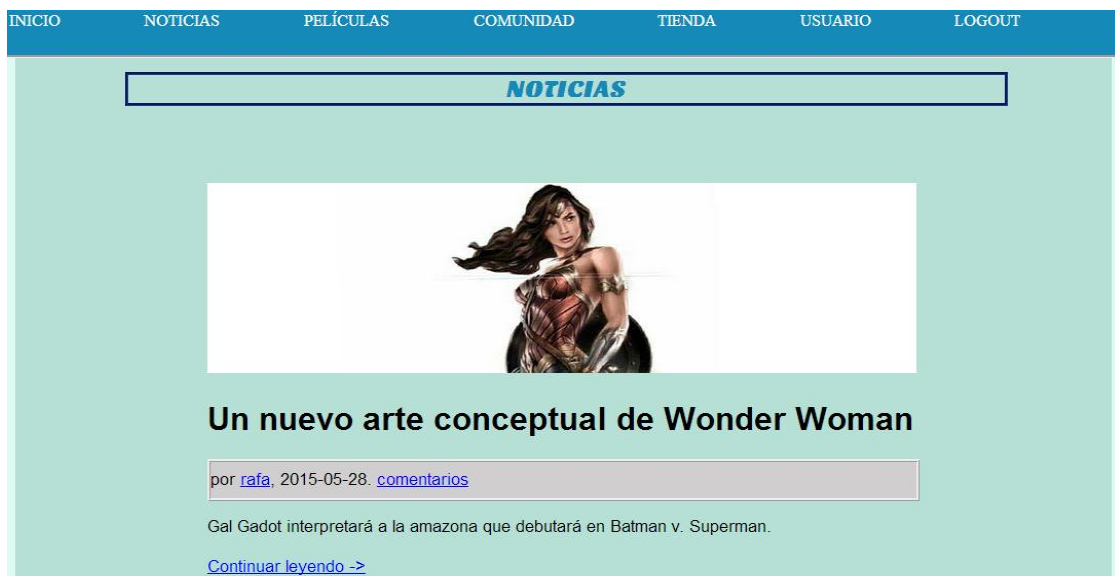 INICIO NOTICIAS PELÍCULAS COMUNIDAD TIENDA USUARIO LOGOUT
NOTICIAS
Un nuevo arte conceptual de Wonder Woman
por rafa, 2015-05-28. comentarios
Gal Gadot interpretará a la amazona que debutará en Batman v. Superman.
Continuar leyendo ->